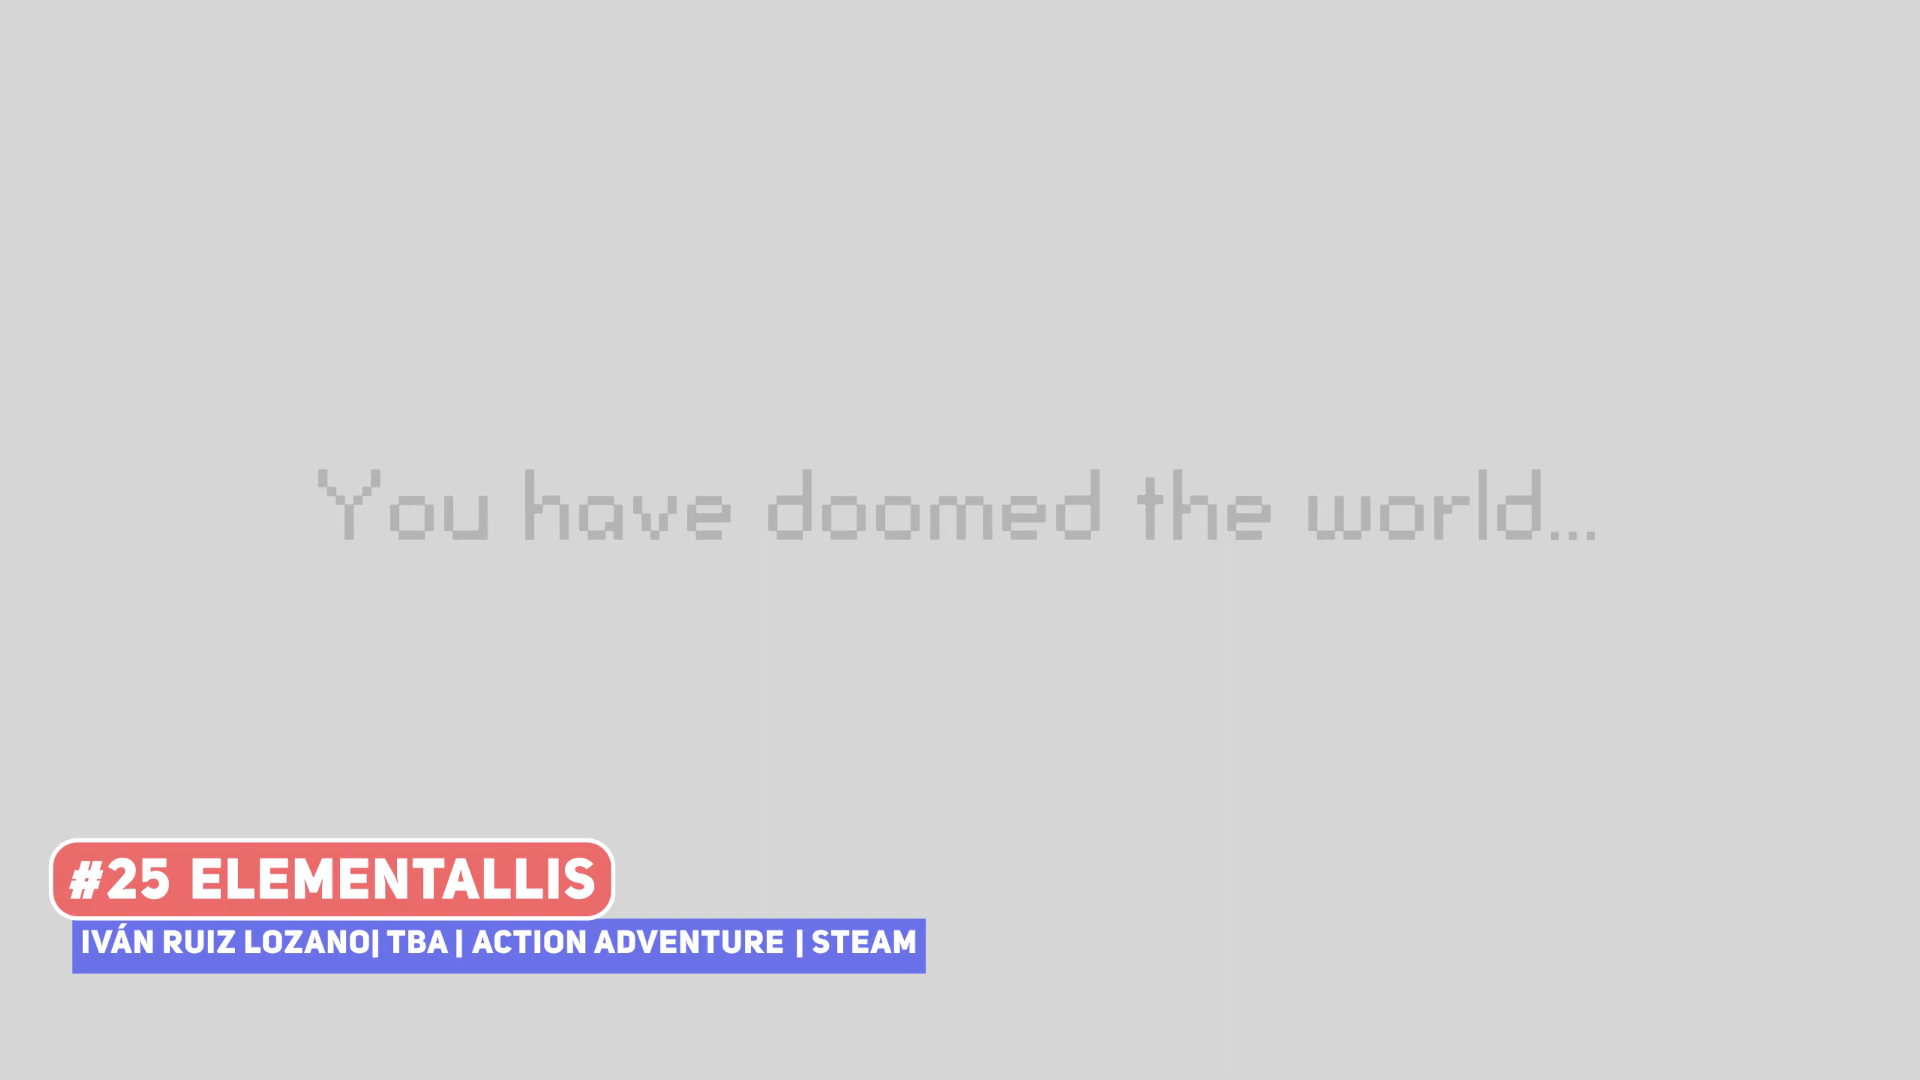 You have doomed the world...
#25 ELEMENTALLIS
IVÁN RUIZ LOZANO| TBA | ACTION ADVENTURE | STEAM